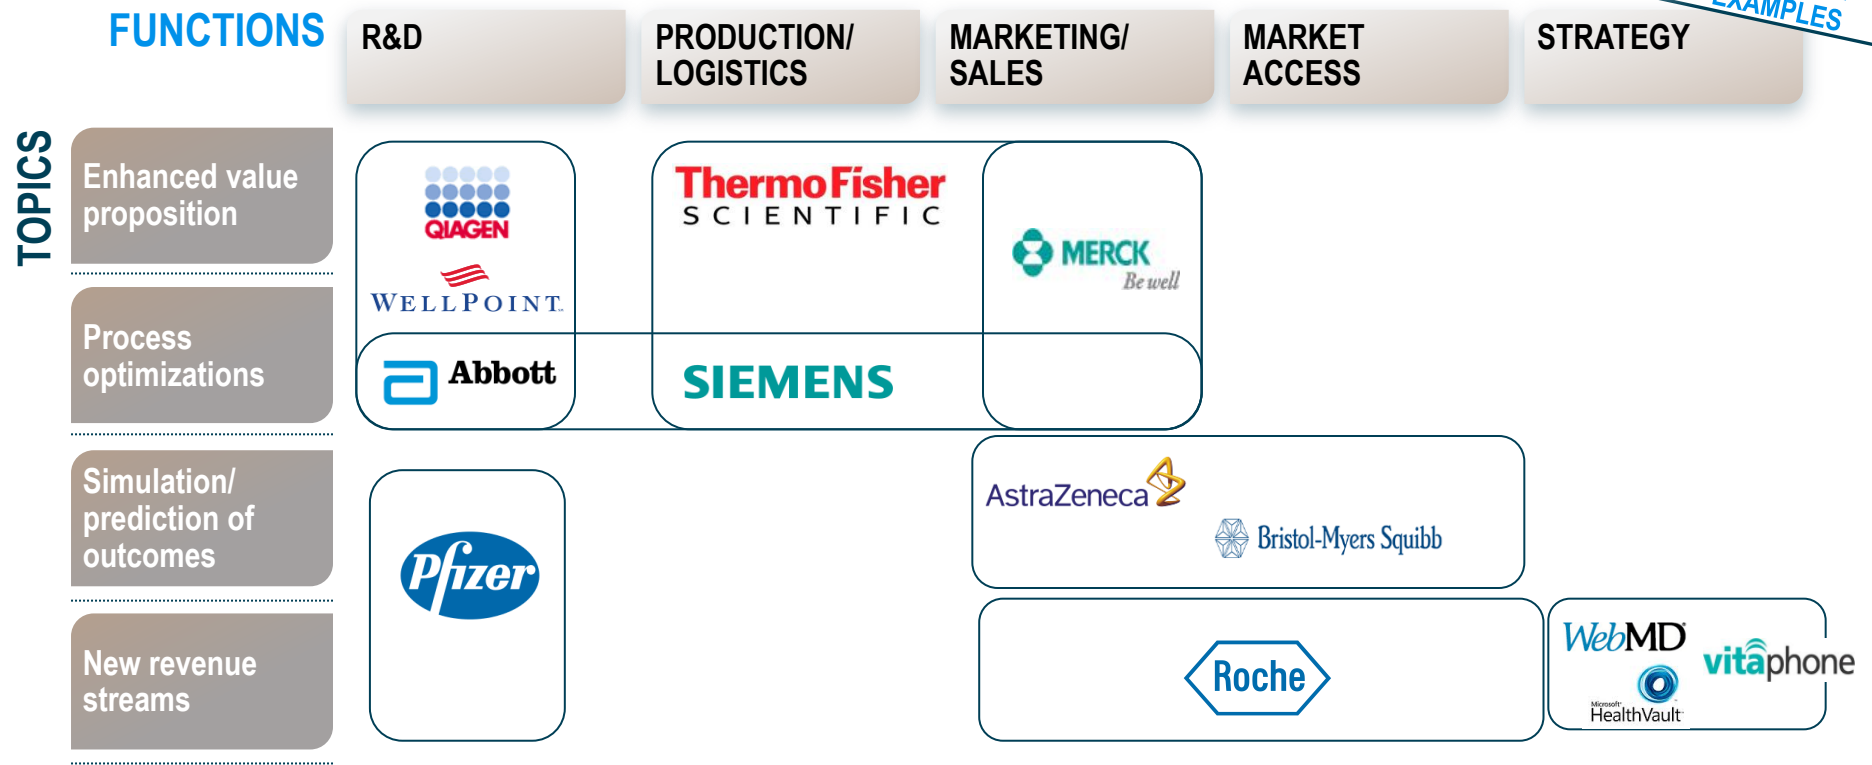 EXAMPLES
FUNCTIONS
R&D
PRODUCTION/
LOGISTICS
MARKETING/
SALES
MARKET
ACCESS
STRATEGY
TOPICS
Enhanced value
proposition
QIAGEN
WELLPOINT
ThermoFisher
SCIENTIFIC
MERCK
Be well
Process
optimizations
Abbott
SIEMENS
Simulation/
prediction of
outcomes
Pfizer
AstraZeneca
Bristol-Myers Squibb
New revenue
streams
Roche
WebMD
Microsoft
HealthVault
vitaphone